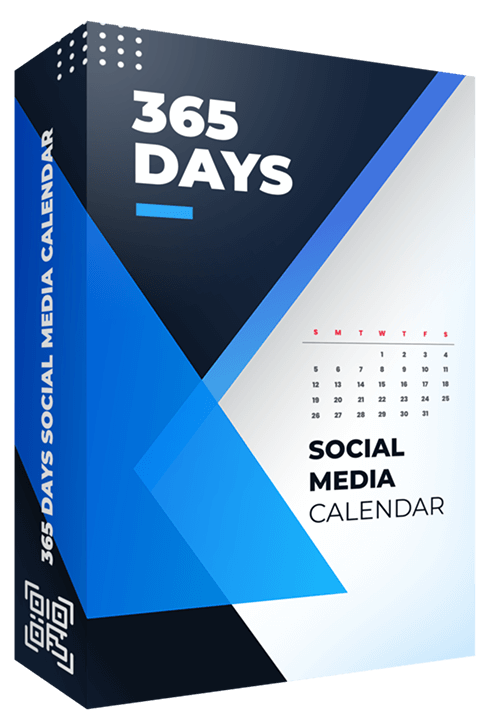 365
DAYS
S M T W T F S
1 2 3 4
5 6 7 8 9 10 11
12 13 14 15 16 17 18
19 20 21 22 23 24 25
26 27 28 29 30 31
SOCIAL
MEDIA
CALENDAR
365 DAYS SOCIAL MEDIA CALENDAR